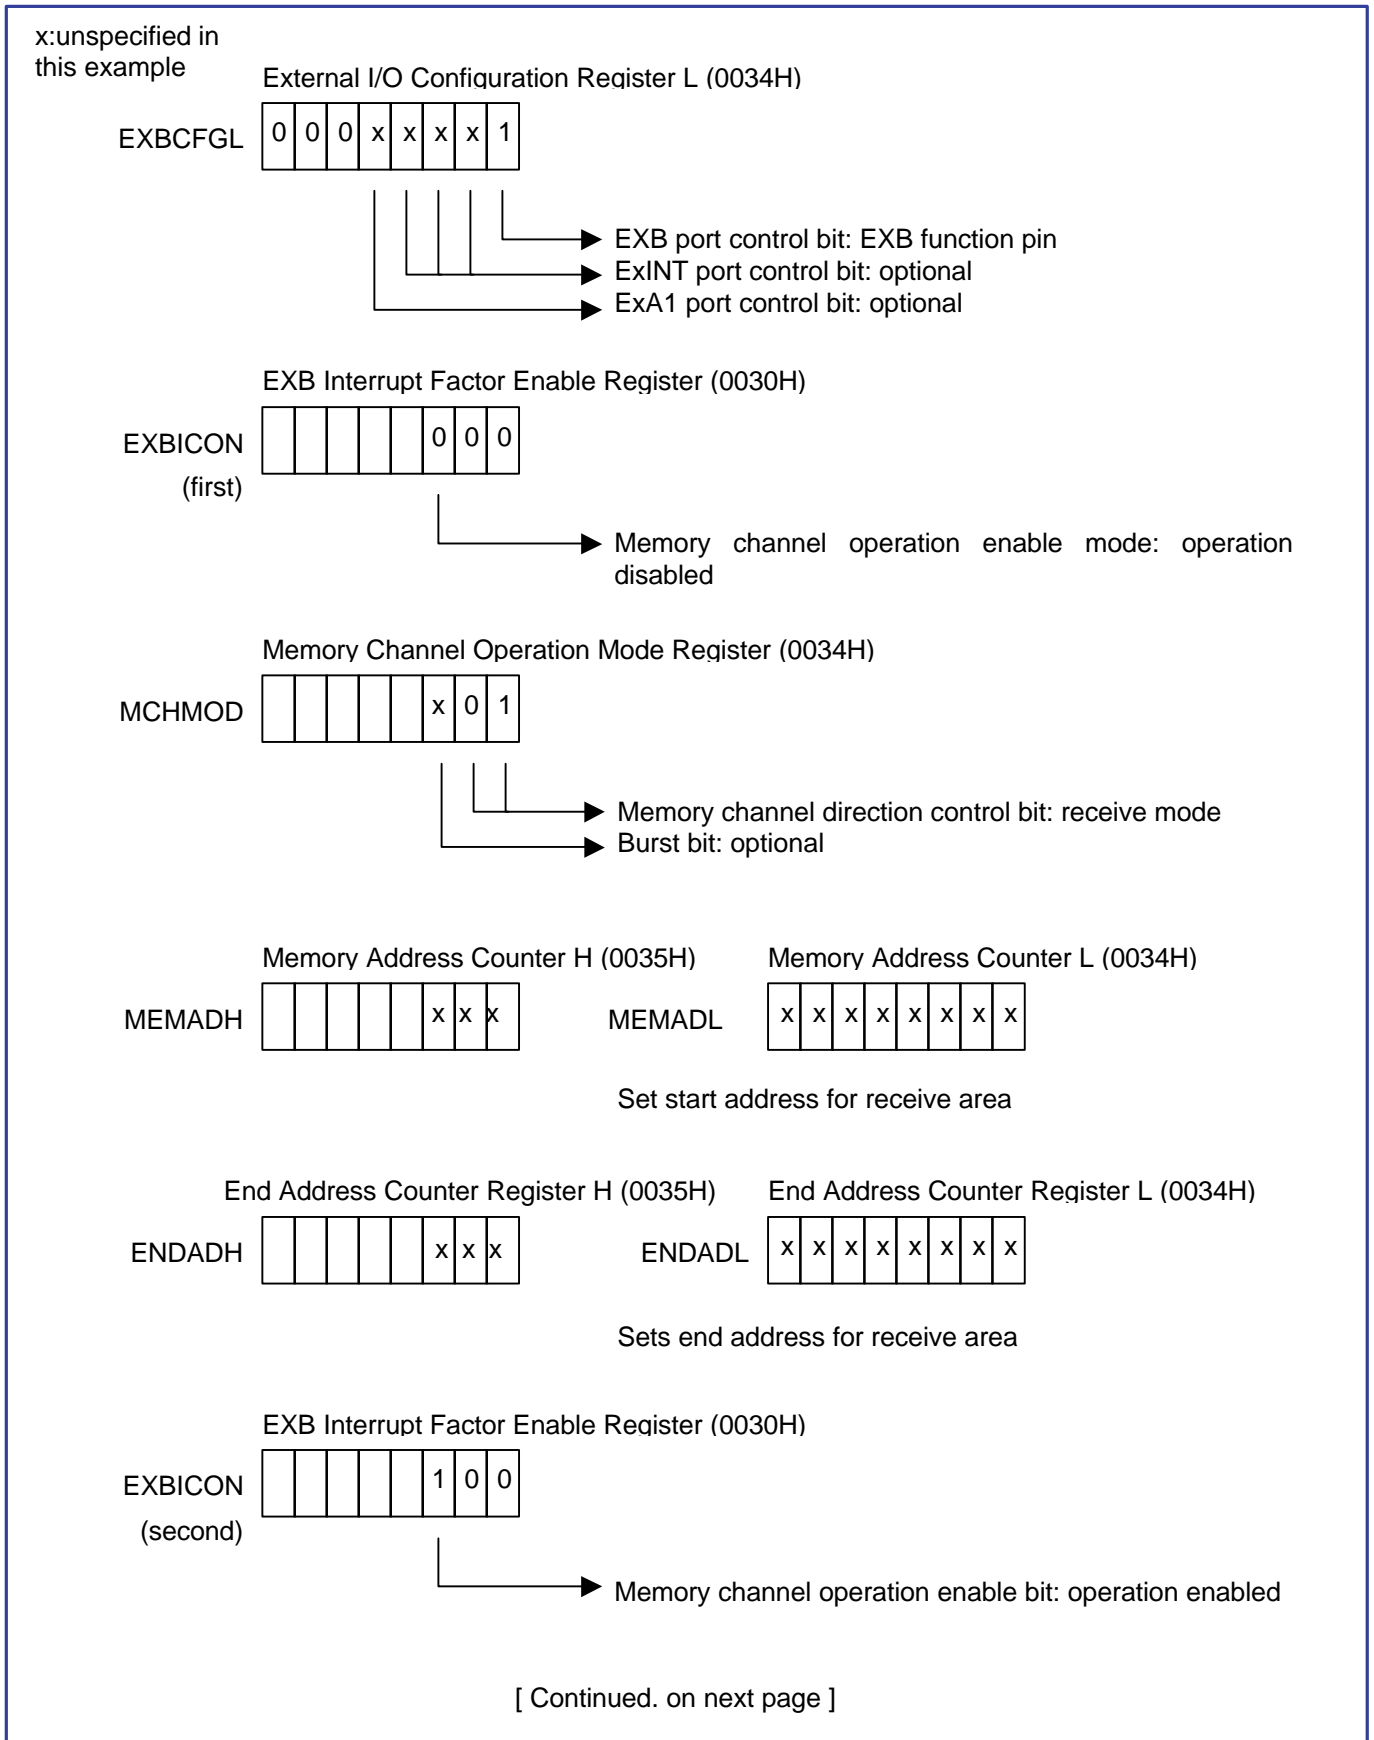 x:unspecified in
this example
External I/O Configuration Register L (0034H)
EXBCFGL 0 0 0 x x x x 1
EXB port control bit: EXB function pin
ExINT port control bit: optional
ExA1 port control bit: optional
EXB Interrupt Factor Enable Register (0030H)
EXBICON 0 0 0
(first)
Memory channel operation enable mode: operation
disabled
Memory Channel Operation Mode Register (0034H)
MCHMOD x 0 1
Memory channel direction control bit: receive mode
Burst bit: optional
Memory Address Counter H (0035H) Memory Address Counter L (0034H)
MEMADH x x x MEMADL x x x x x x x x
Set start address for receive area
End Address Counter Register H (0035H) End Address Counter Register L (0034H)
ENDADH x x x ENDADL x x x x x x x x
Sets end address for receive area
EXB Interrupt Factor Enable Register (0030H)
EXBICON 1 0 0
(second)
Memory channel operation enable bit: operation enabled
[ Continued. on next page ]